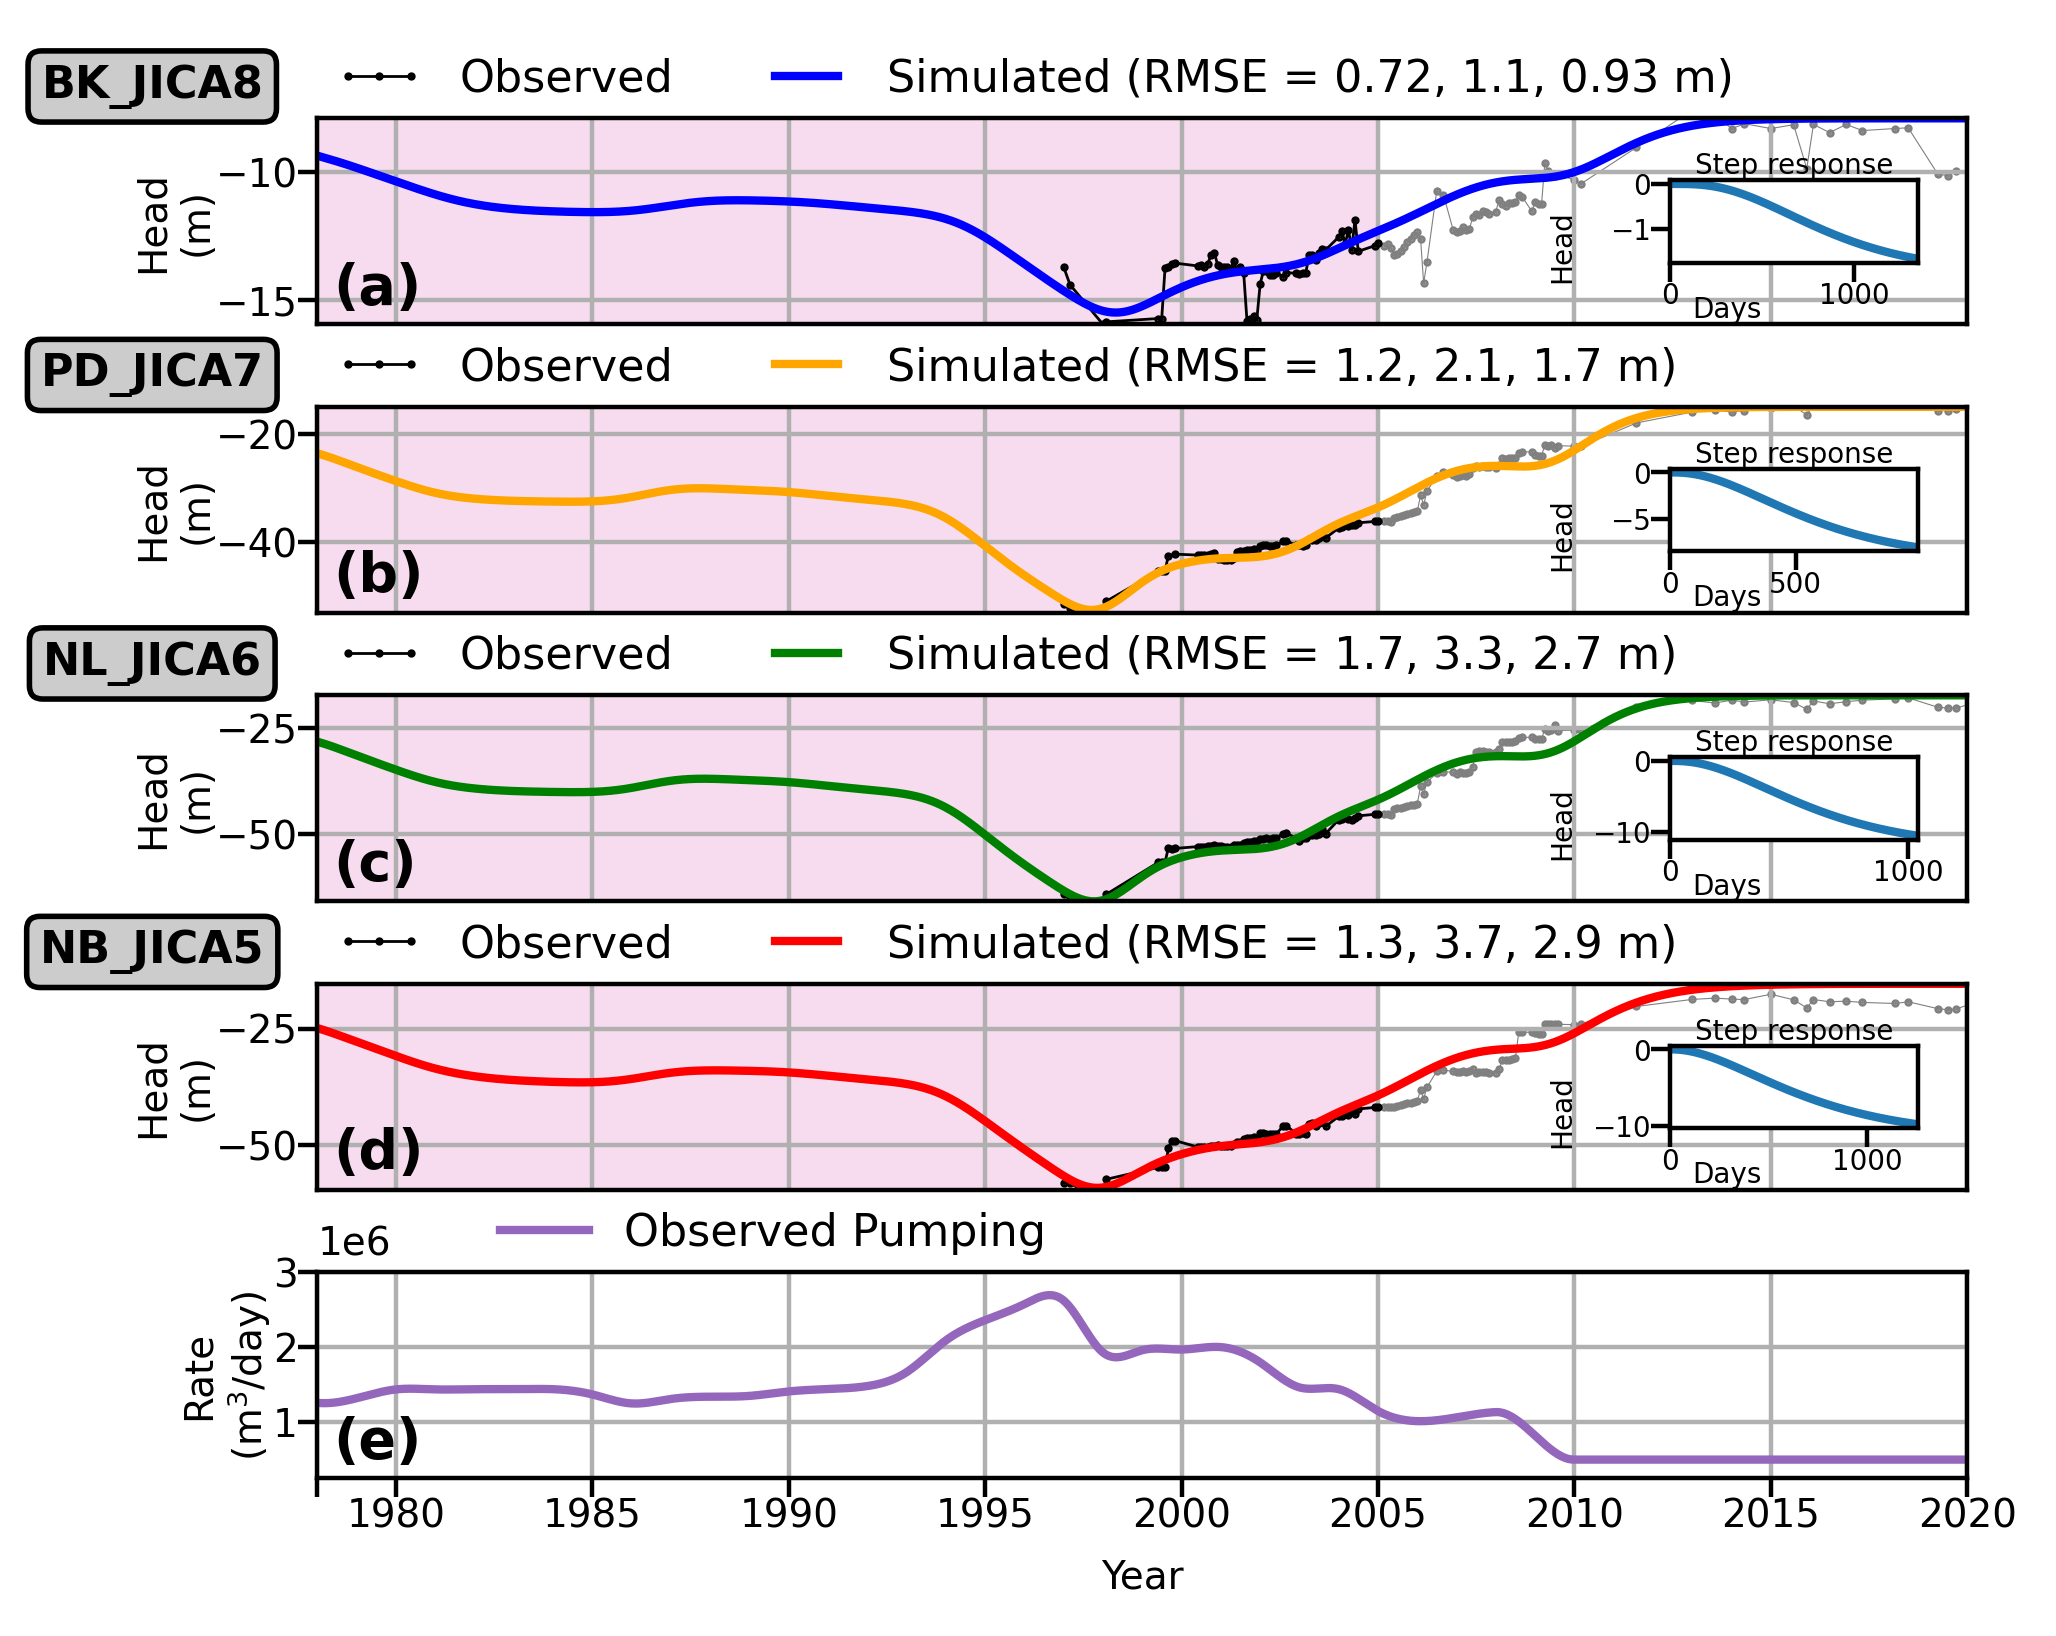 BK_JICA8
Observed
Simulated (RMSE = 0.72, 1.1, 0.93 m)
Head
(m)
−10
−15
(a)
Step response
Head
0
−1
0
1000
Days
PD_JICA7
Observed
Simulated (RMSE = 1.2, 2.1, 1.7 m)
Head
(m)
−20
−40
(b)
Step response
Head
0
−5
0
500
Days
NL_JICA6
Observed
Simulated (RMSE = 1.7, 3.3, 2.7 m)
Head
(m)
−25
−50
(c)
Step response
Head
0
−10
0
1000
Days
NB_JICA5
Observed
Simulated (RMSE = 1.3, 3.7, 2.9 m)
Head
(m)
−25
−50
(d)
Step response
Head
0
−10
0
1000
Days
1e6
Observed Pumping
Rate
(m³/day)
3
2
1
(e)
1980 1985 1990 1995 2000 2005 2010 2015 2020
Year